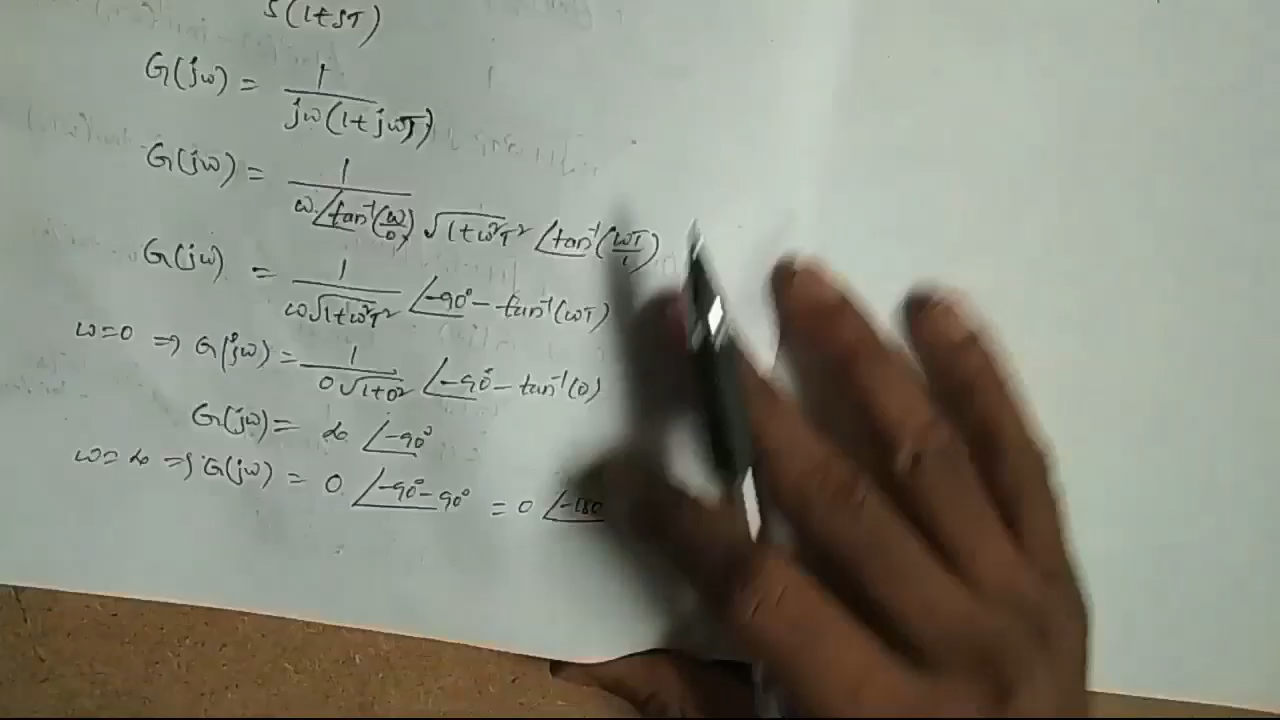 S(1+ST)
G(jω) = 1 / jω(1+jωT)
G(jω) = 1 / ω∠tan⁻¹(ω/0) √1+ω²T² ∠tan⁻¹(ωT/1)
G(jω) = 1 / ω√1+ω²T² ∠-90° - tan⁻¹(ωT)
ω=0 ⇒ G(jω) = 1 / 0√1+0² ∠-90° - tan⁻¹(0)
G(jω) = ∞ ∠-90°
ω=∞ ⇒ G(jω) = 0 ∠-90°-90° = 0 ∠-180